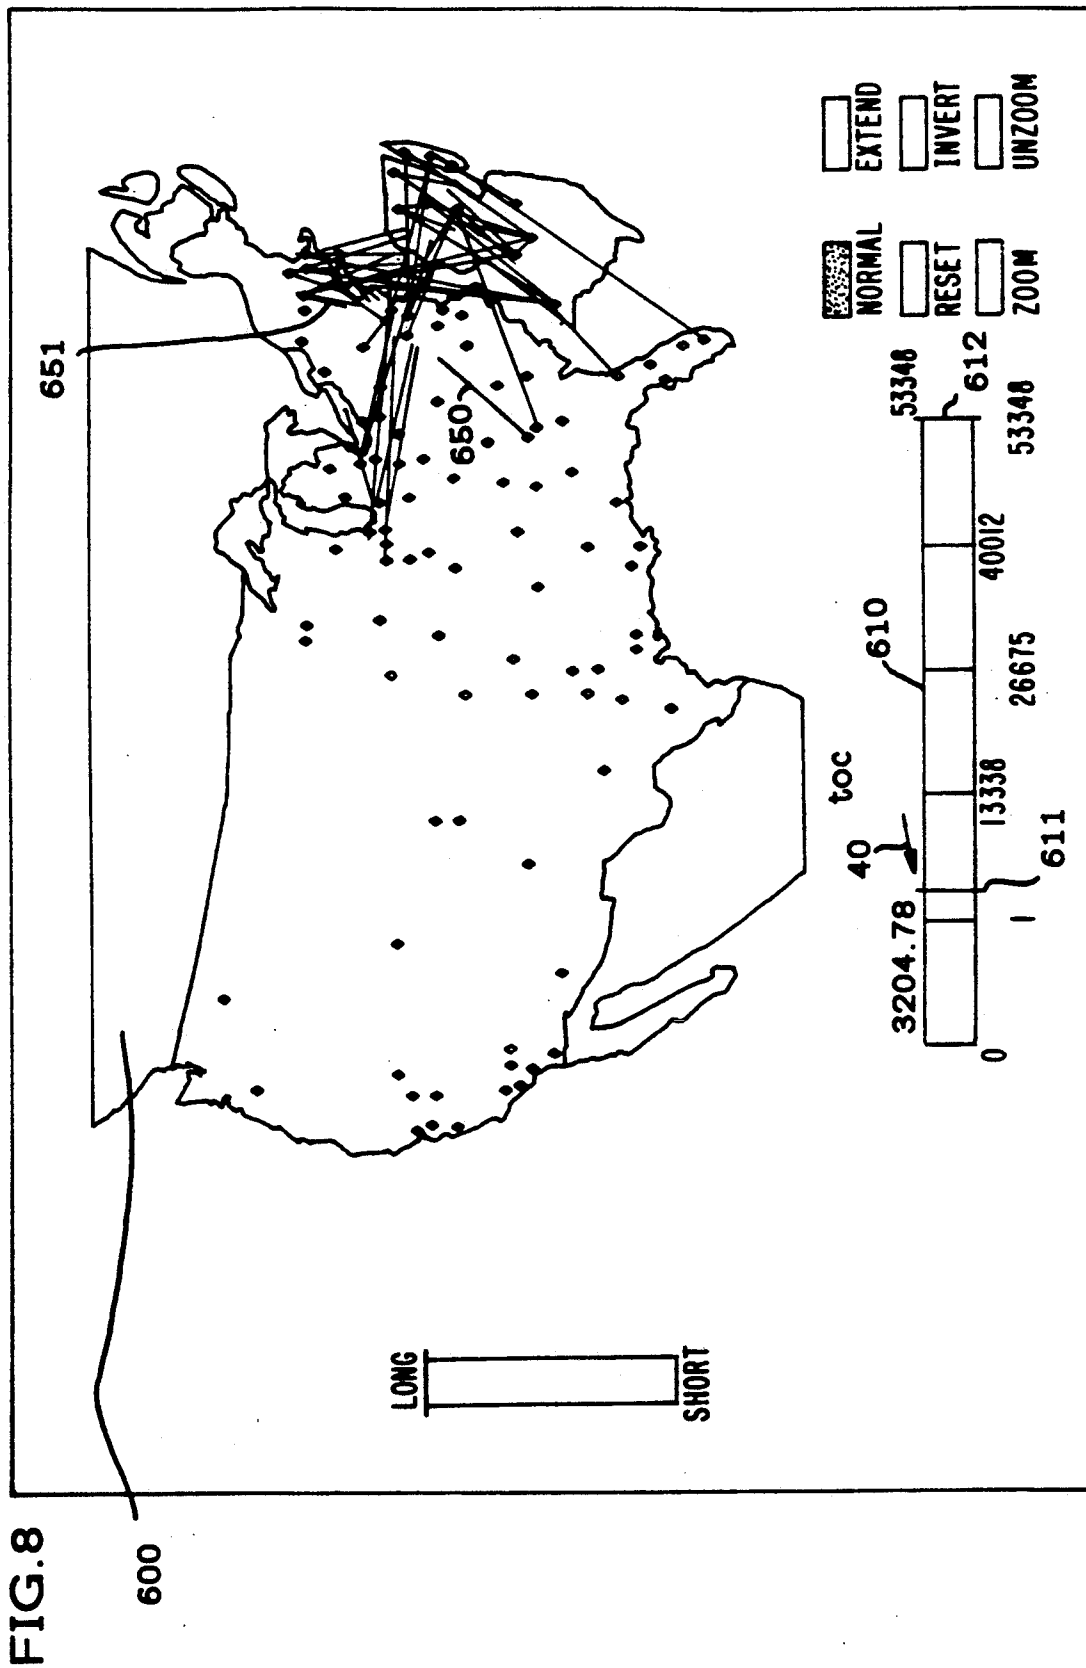 FIG.8
600
651
650
LONG
SHORT
toc
3204.78
40
610
53348
612
0
1
13338
26675
40012
53348
611
NORMAL
EXTEND
RESET
INVERT
ZOOM
UNZOOM